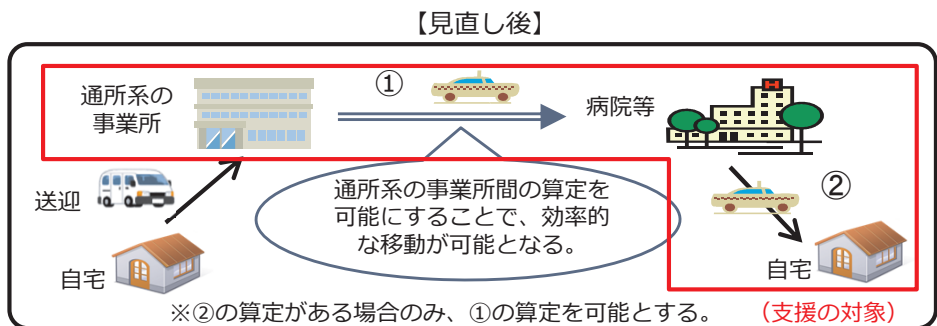 【見直し後】
通所系の
事業所
①
病院等
H
送迎
通所系の事業所間の算定を
可能にすることで、効率的
な移動が可能となる。
②
自宅
自宅
※②の算定がある場合のみ、①の算定を可能とする。
（支援の対象）